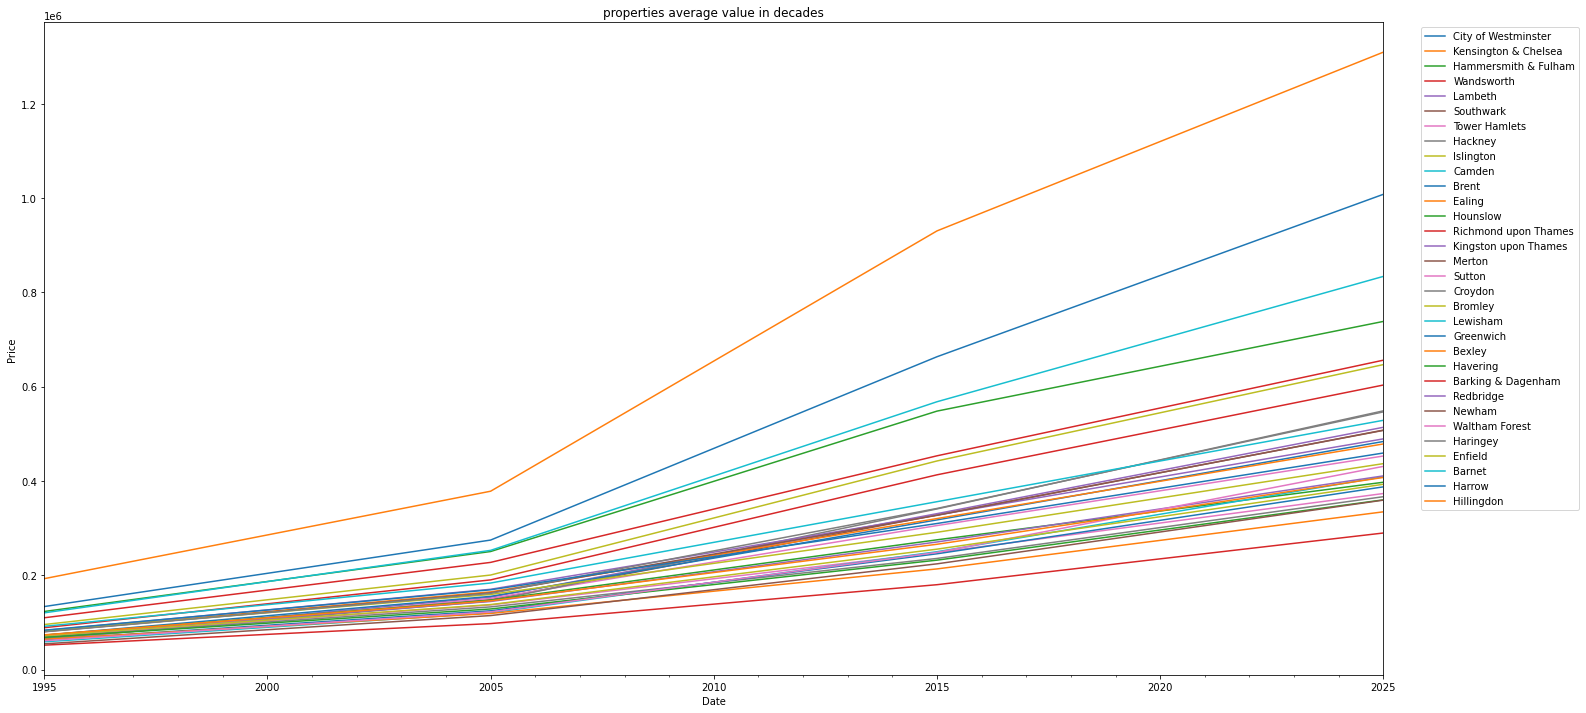 properties average value in decades
1e6
1.2
1.0
0.8
0.6
0.4
0.2
0.0
Price
1995
2000
2005
2010
2015
2020
2025
Date
City of Westminster
Kensington & Chelsea
Hammersmith & Fulham
Wandsworth
Lambeth
Southwark
Tower Hamlets
Hackney
Islington
Camden
Brent
Ealing
Hounslow
Richmond upon Thames
Kingston upon Thames
Merton
Sutton
Croydon
Bromley
Lewisham
Greenwich
Bexley
Havering
Barking & Dagenham
Redbridge
Newham
Waltham Forest
Haringey
Enfield
Barnet
Harrow
Hillingdon